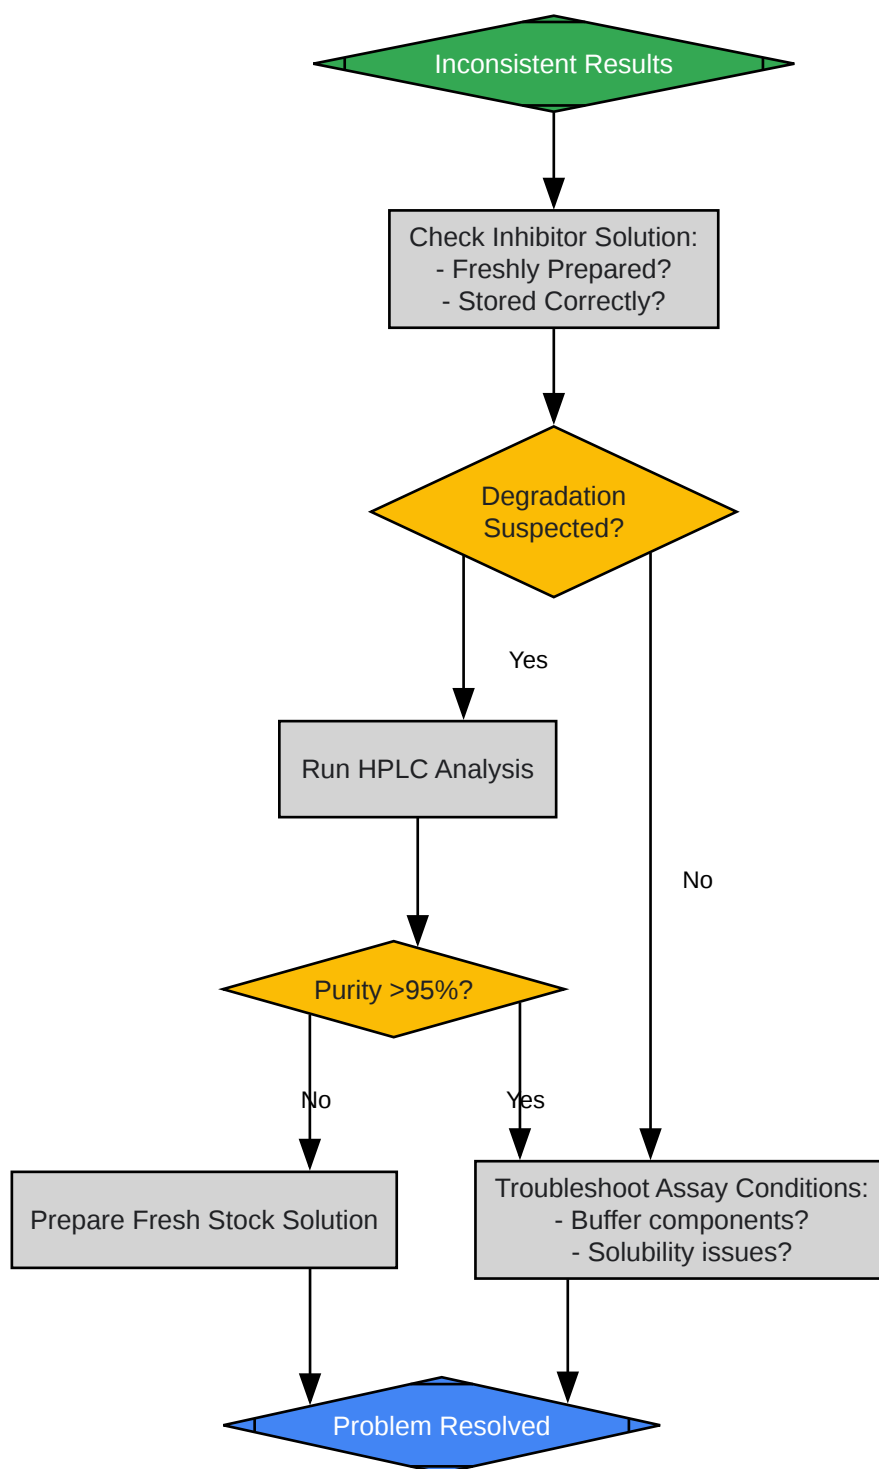 Inconsistent Results
Check Inhibitor Solution:
- Freshly Prepared?
- Stored Correctly?
Degradation
Suspected?
Yes
Run HPLC Analysis
No
Purity >95%?
No
Yes
Prepare Fresh Stock Solution
Troubleshoot Assay Conditions:
- Buffer components?
- Solubility issues?
Problem Resolved